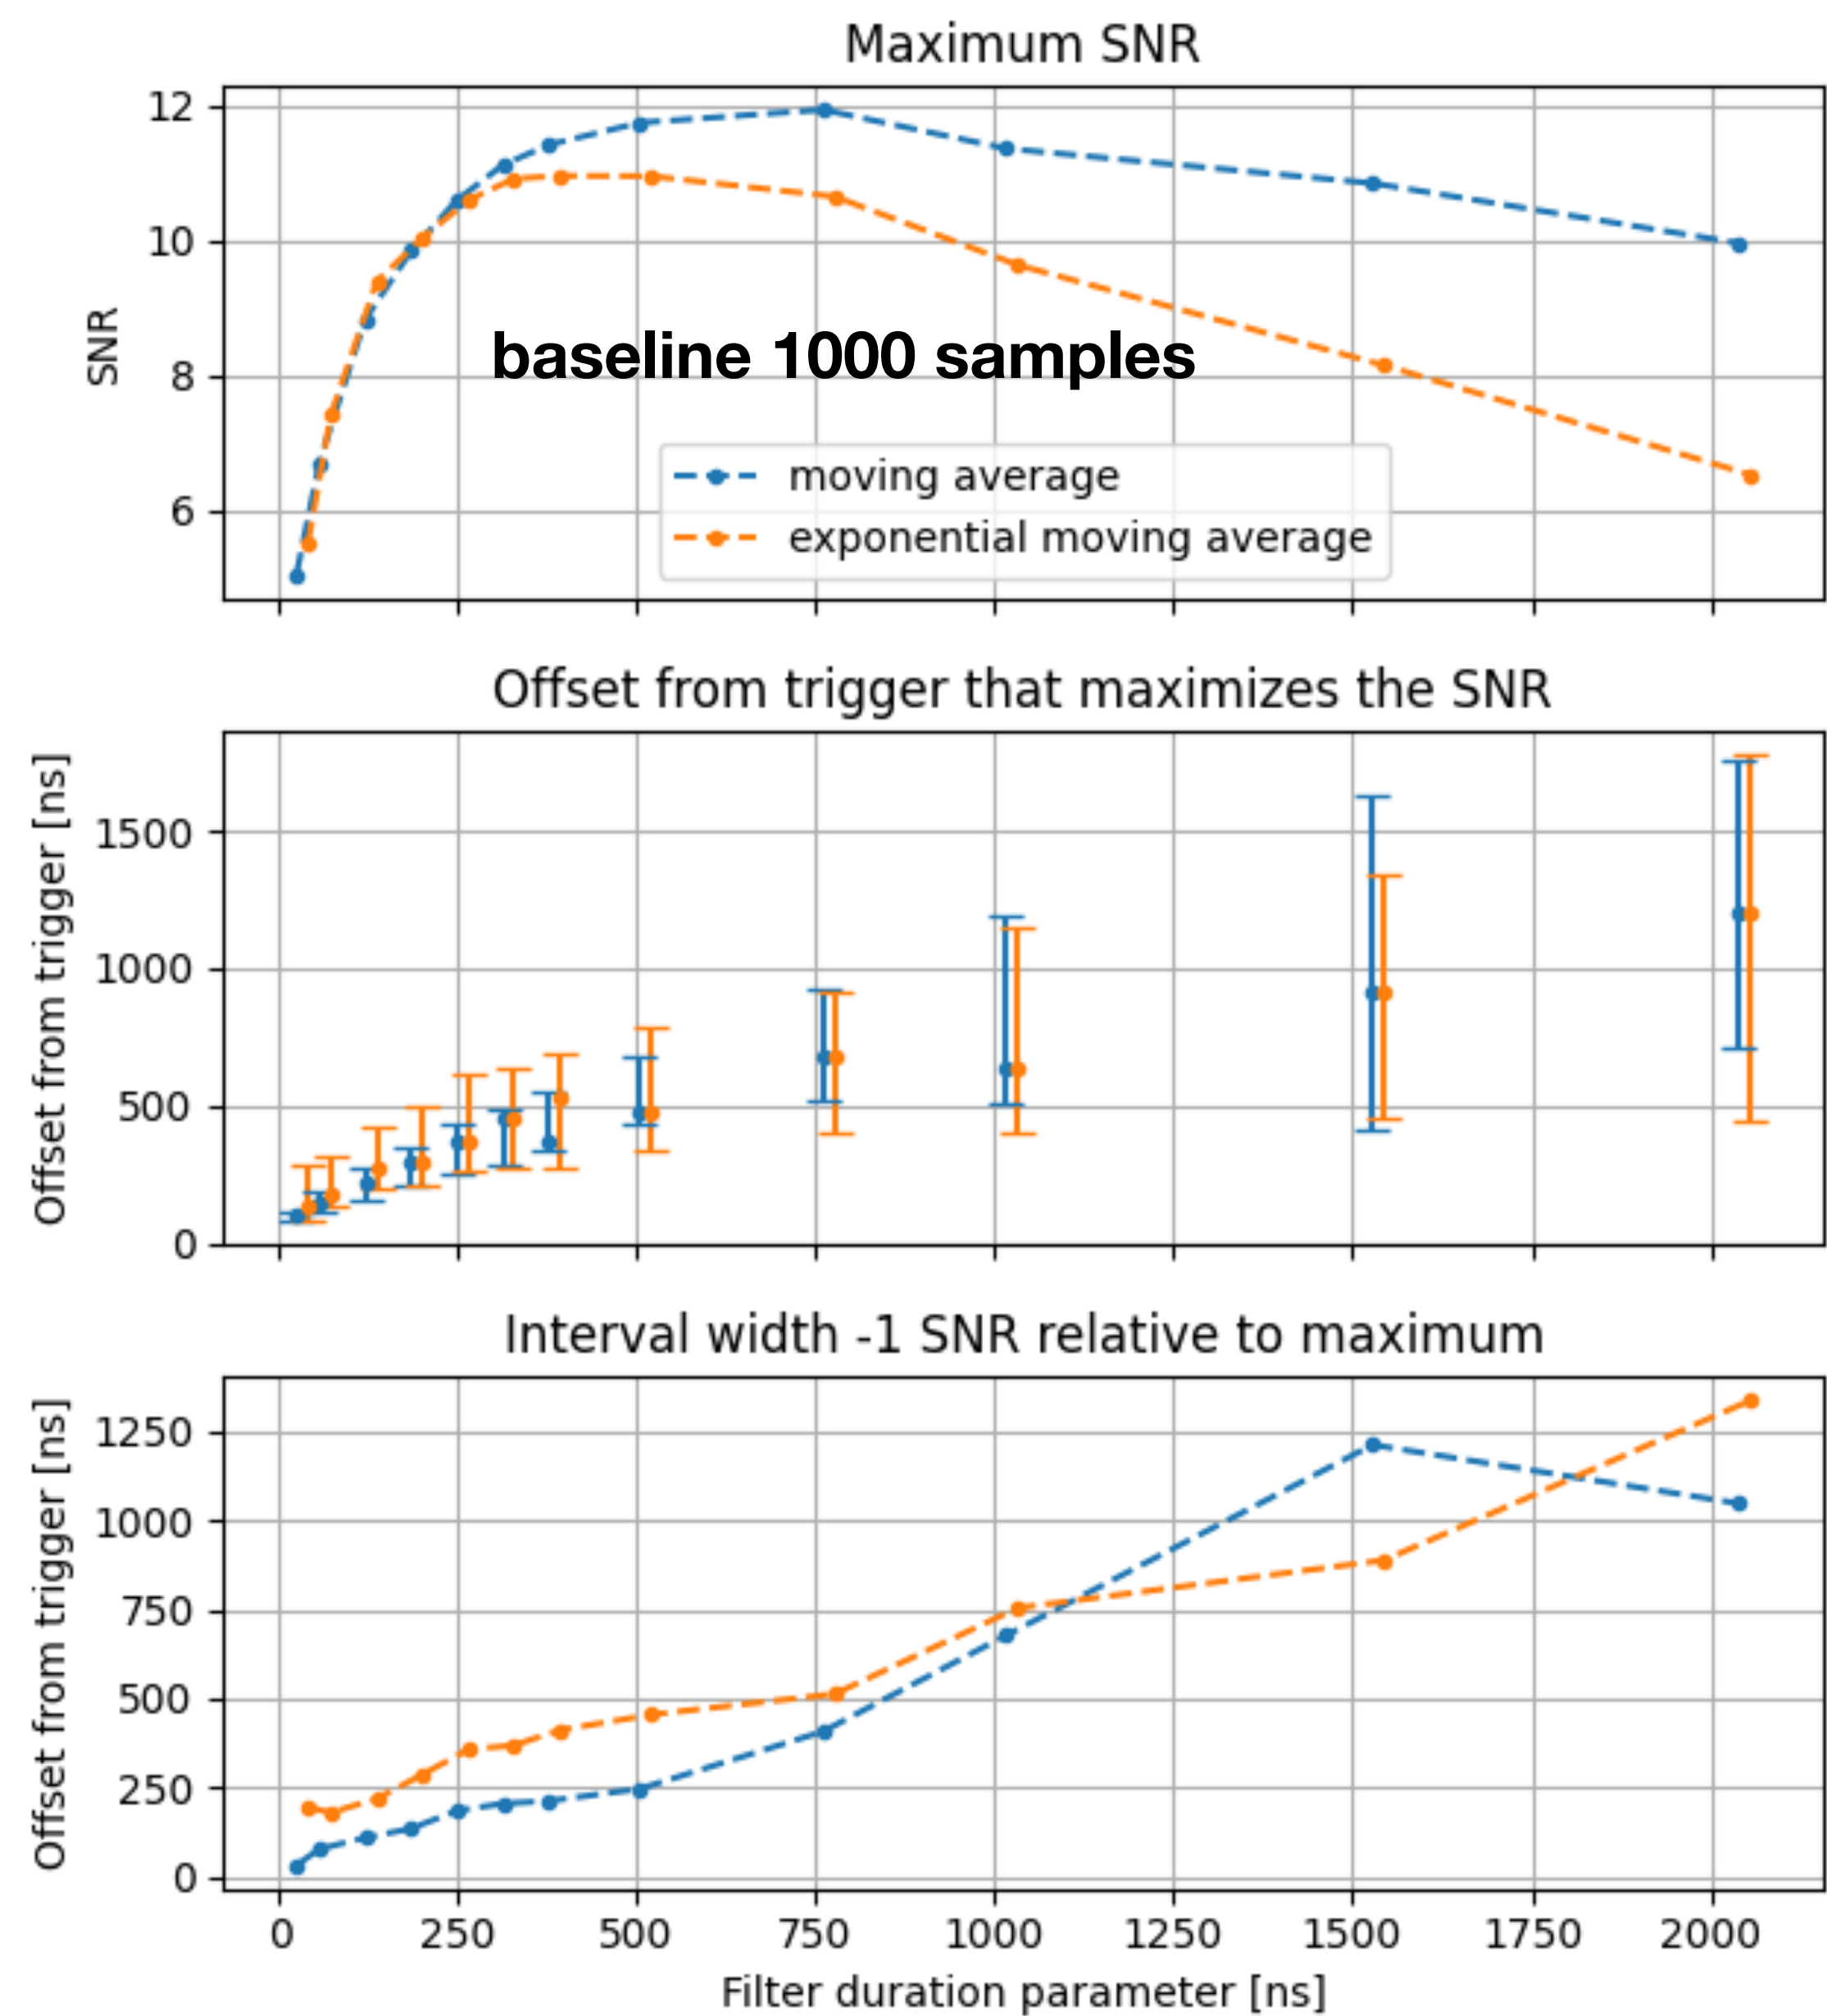 Maximum SNR
12
10
8
6
SNR
baseline 1000 samples
moving average
exponential moving average
Offset from trigger that maximizes the SNR
1500
1000
500
0
Offset from trigger [ns]
Interval width -1 SNR relative to maximum
1250
1000
750
500
250
0
Offset from trigger [ns]
0 250 500 750 1000 1250 1500 1750 2000
Filter duration parameter [ns]